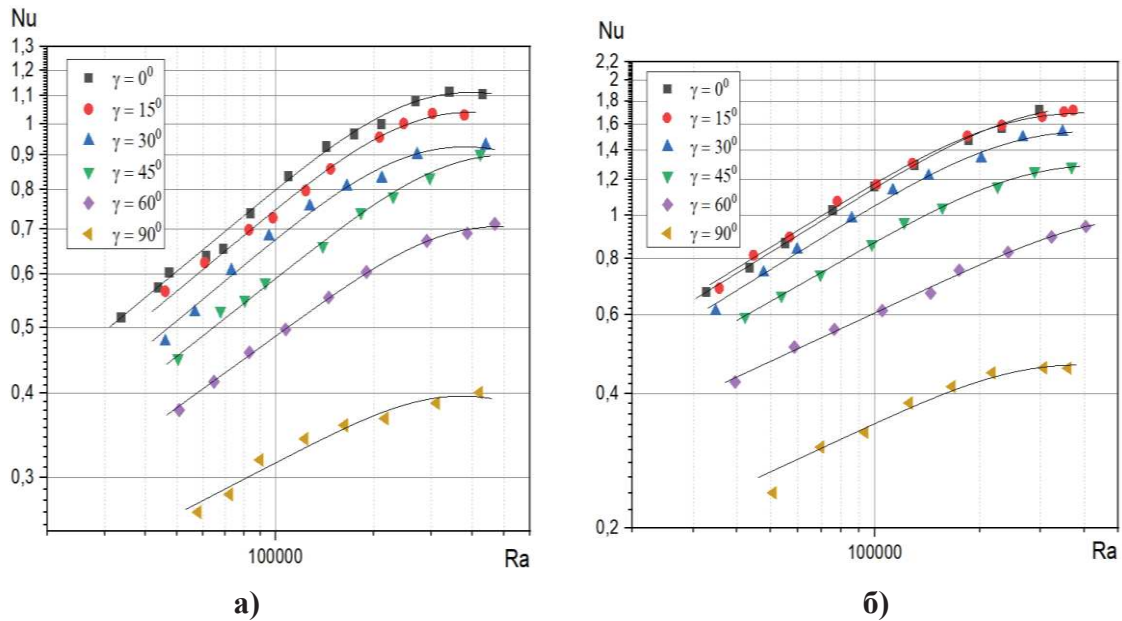 Nu
1,3
1,2
1,1
1
0,9
0,8
0,7
0,6
0,5
0,4
0,3
γ = 0⁰
γ = 15⁰
γ = 30⁰
γ = 45⁰
γ = 60⁰
γ = 90⁰
100000
Ra
а)
Nu
2,2
2
1,8
1,6
1,4
1,2
1
0,8
0,6
0,4
0,2
γ = 0⁰
γ = 15⁰
γ = 30⁰
γ = 45⁰
γ = 60⁰
γ = 90⁰
100000
Ra
б)